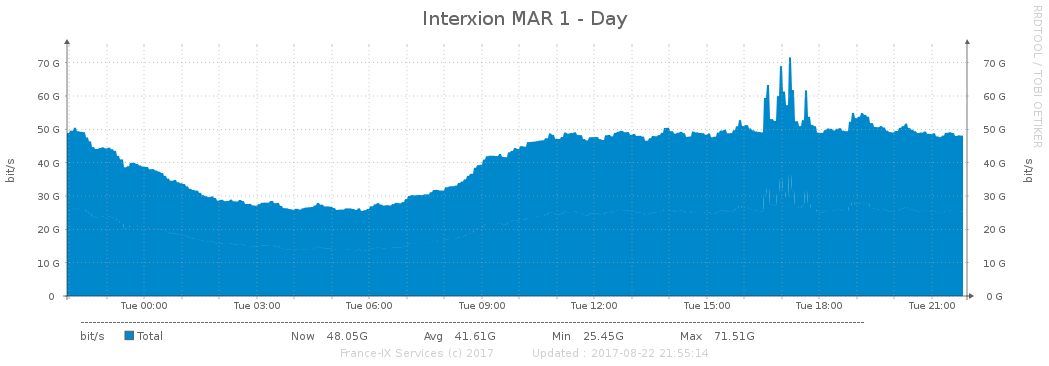 Interxion MAR 1 - Day
RRDTOOL / TOBI OETIKER
bit/s
70 G 70 G
60 G 60 G
50 G 50 G
40 G 40 G
30 G 30 G
20 G 20 G
10 G 10 G
0 0 G
bit/s
Tue 00:00 Tue 03:00 Tue 06:00 Tue 09:00 Tue 12:00 Tue 15:00 Tue 18:00 Tue 21:00
bit/s Total Now 48.05G Avg 41.61G Min 25.45G Max 71.51G
France-IX Services (c) 2017 Updated : 2017-08-22 21:55:14